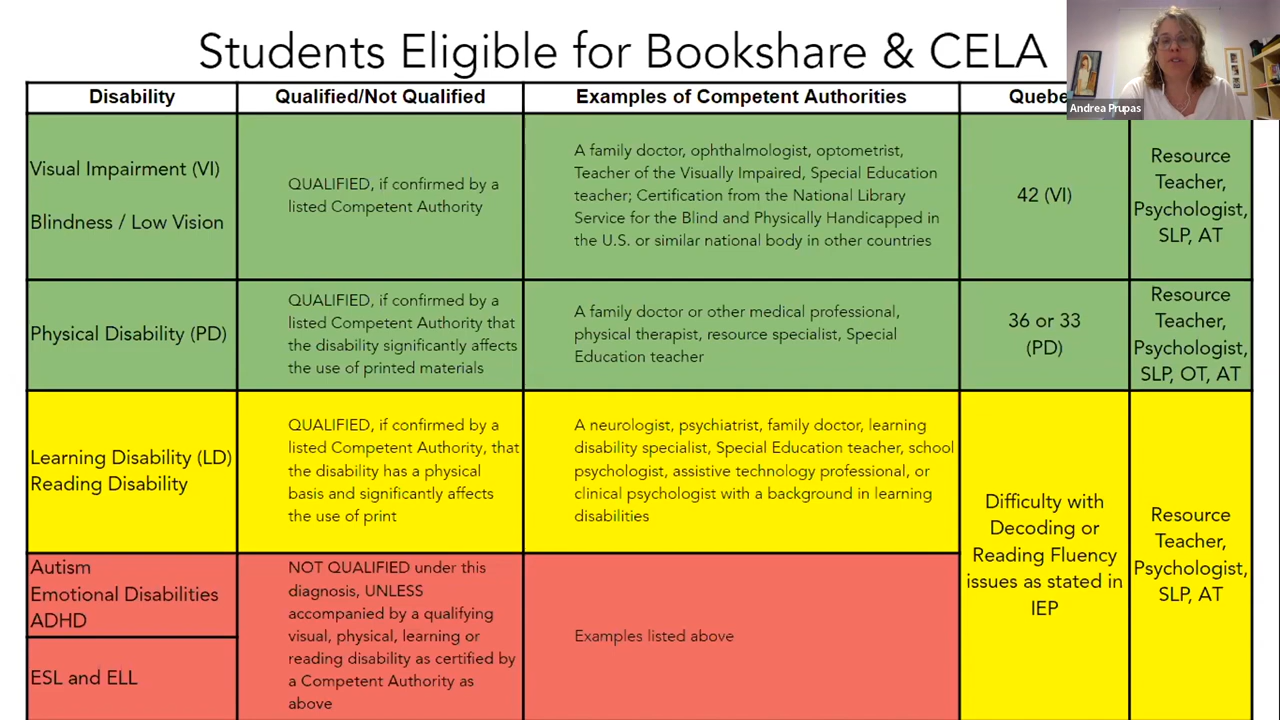 Students Eligible for Bookshare & CELA
Andrea Prupas
Disability
Qualified/Not Qualified
Examples of Competent Authorities
Quebe
Visual Impairment (VI)
Blindness / Low Vision
QUALIFIED, if confirmed by a
listed Competent Authority
A family doctor, ophthalmologist, optometrist,
Teacher of the Visually Impaired, Special Education
teacher; Certification from the National Library
Service for the Blind and Physically Handicapped in
the U.S. or similar national body in other countries
42 (VI)
Resource
Teacher,
Psychologist,
SLP, AT
Physical Disability (PD)
QUALIFIED, if confirmed by a
listed Competent Authority that
the disability significantly affects
the use of printed materials
A family doctor or other medical professional,
physical therapist, resource specialist, Special
Education teacher
36 or 33
(PD)
Resource
Teacher,
Psychologist,
SLP, OT, AT
Learning Disability (LD)
Reading Disability
QUALIFIED, if confirmed by a
listed Competent Authority, that
the disability has a physical
basis and significantly affects
the use of print
A neurologist, psychiatrist, family doctor, learning
disability specialist, Special Education teacher, school
psychologist, assistive technology professional, or
clinical psychologist with a background in learning
disabilities
Difficulty with
Decoding or
Reading Fluency
issues as stated in
IEP
Resource
Teacher,
Psychologist,
SLP, AT
Autism
Emotional Disabilities
ADHD
NOT QUALIFIED under this
diagnosis, UNLESS
accompanied by a qualifying
visual, physical, learning or
reading disability as certified by
a Competent Authority as
above
Examples listed above
ESL and ELL